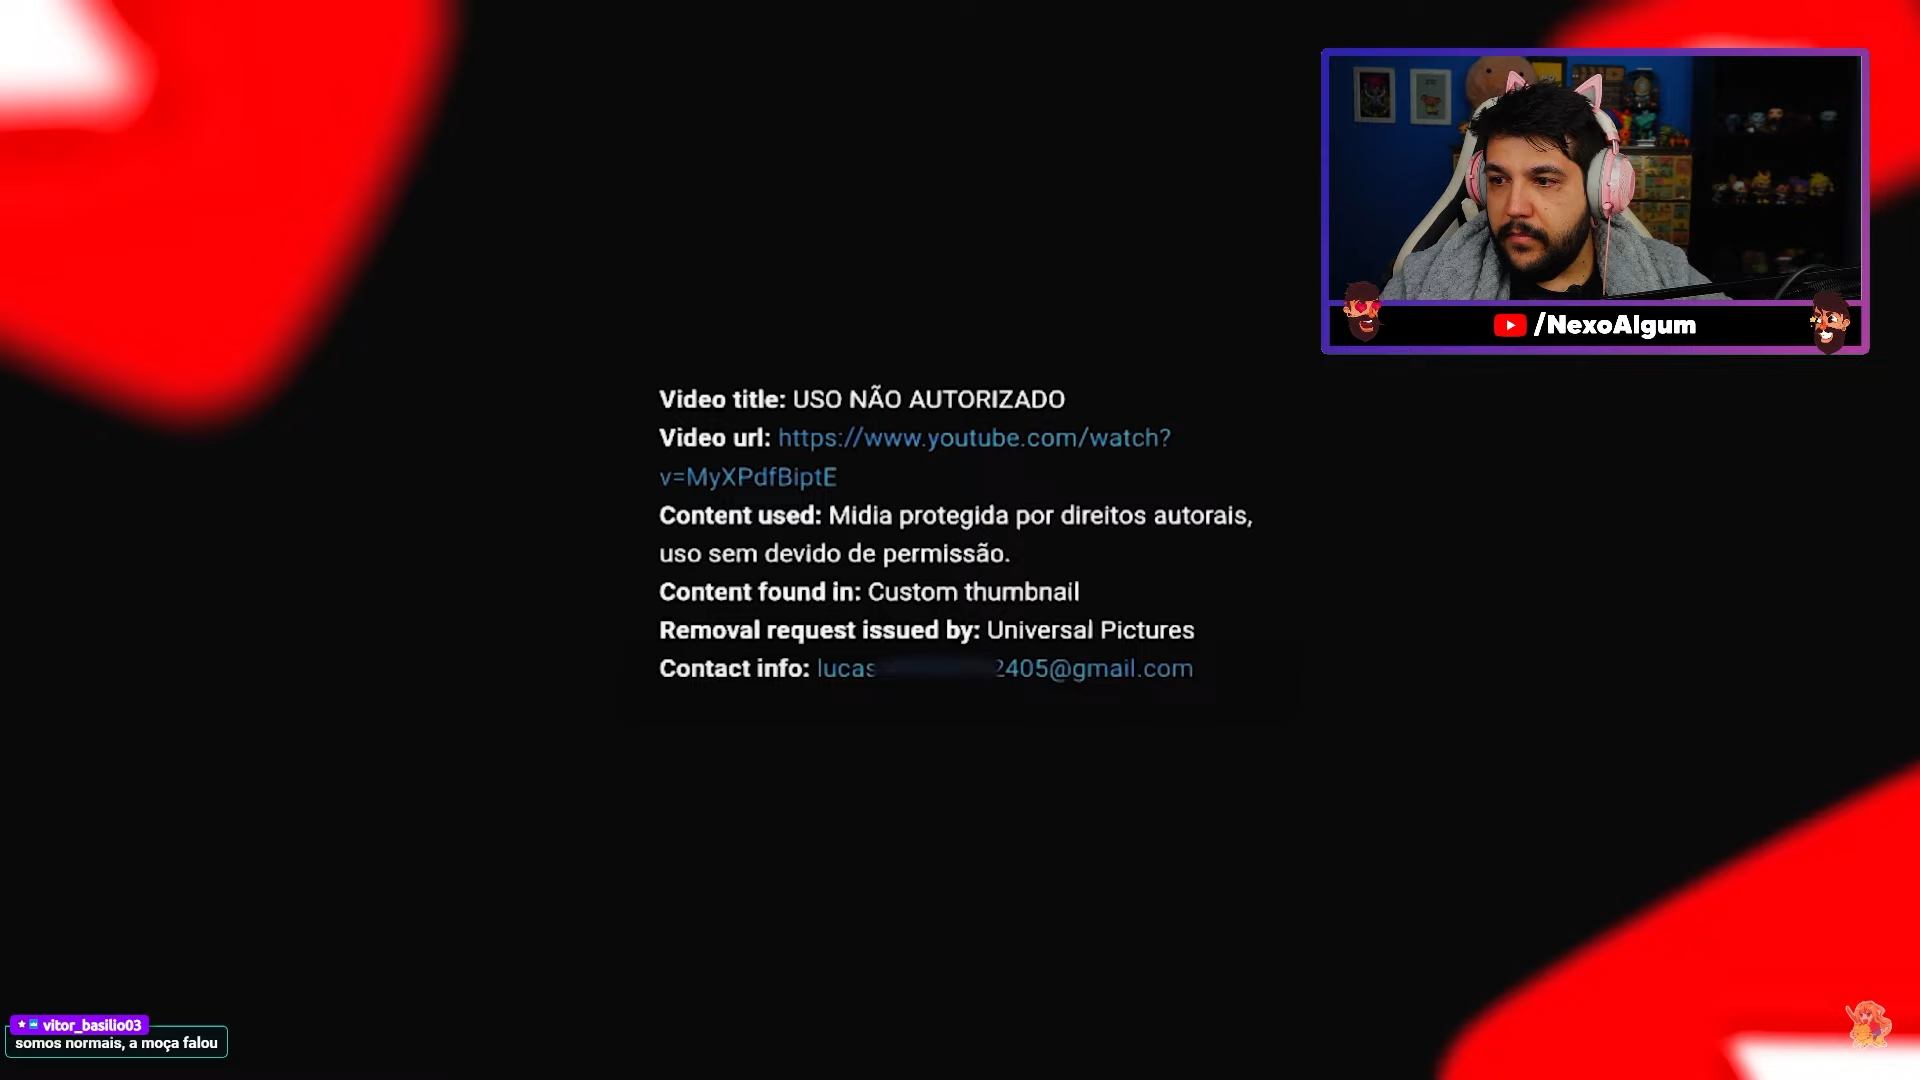 /NexoAlgum
Video title: USO NÃO AUTORIZADO
Video url: https://www.youtube.com/watch?
v=MyXPdfBiptE
Content used: Midia protegida por direitos autorais,
uso sem devido de permissão.
Content found in: Custom thumbnail
Removal request issued by: Universal Pictures
Contact info: lucas 2405@gmail.com
vitor_basilio03
somos normais, a moça falou